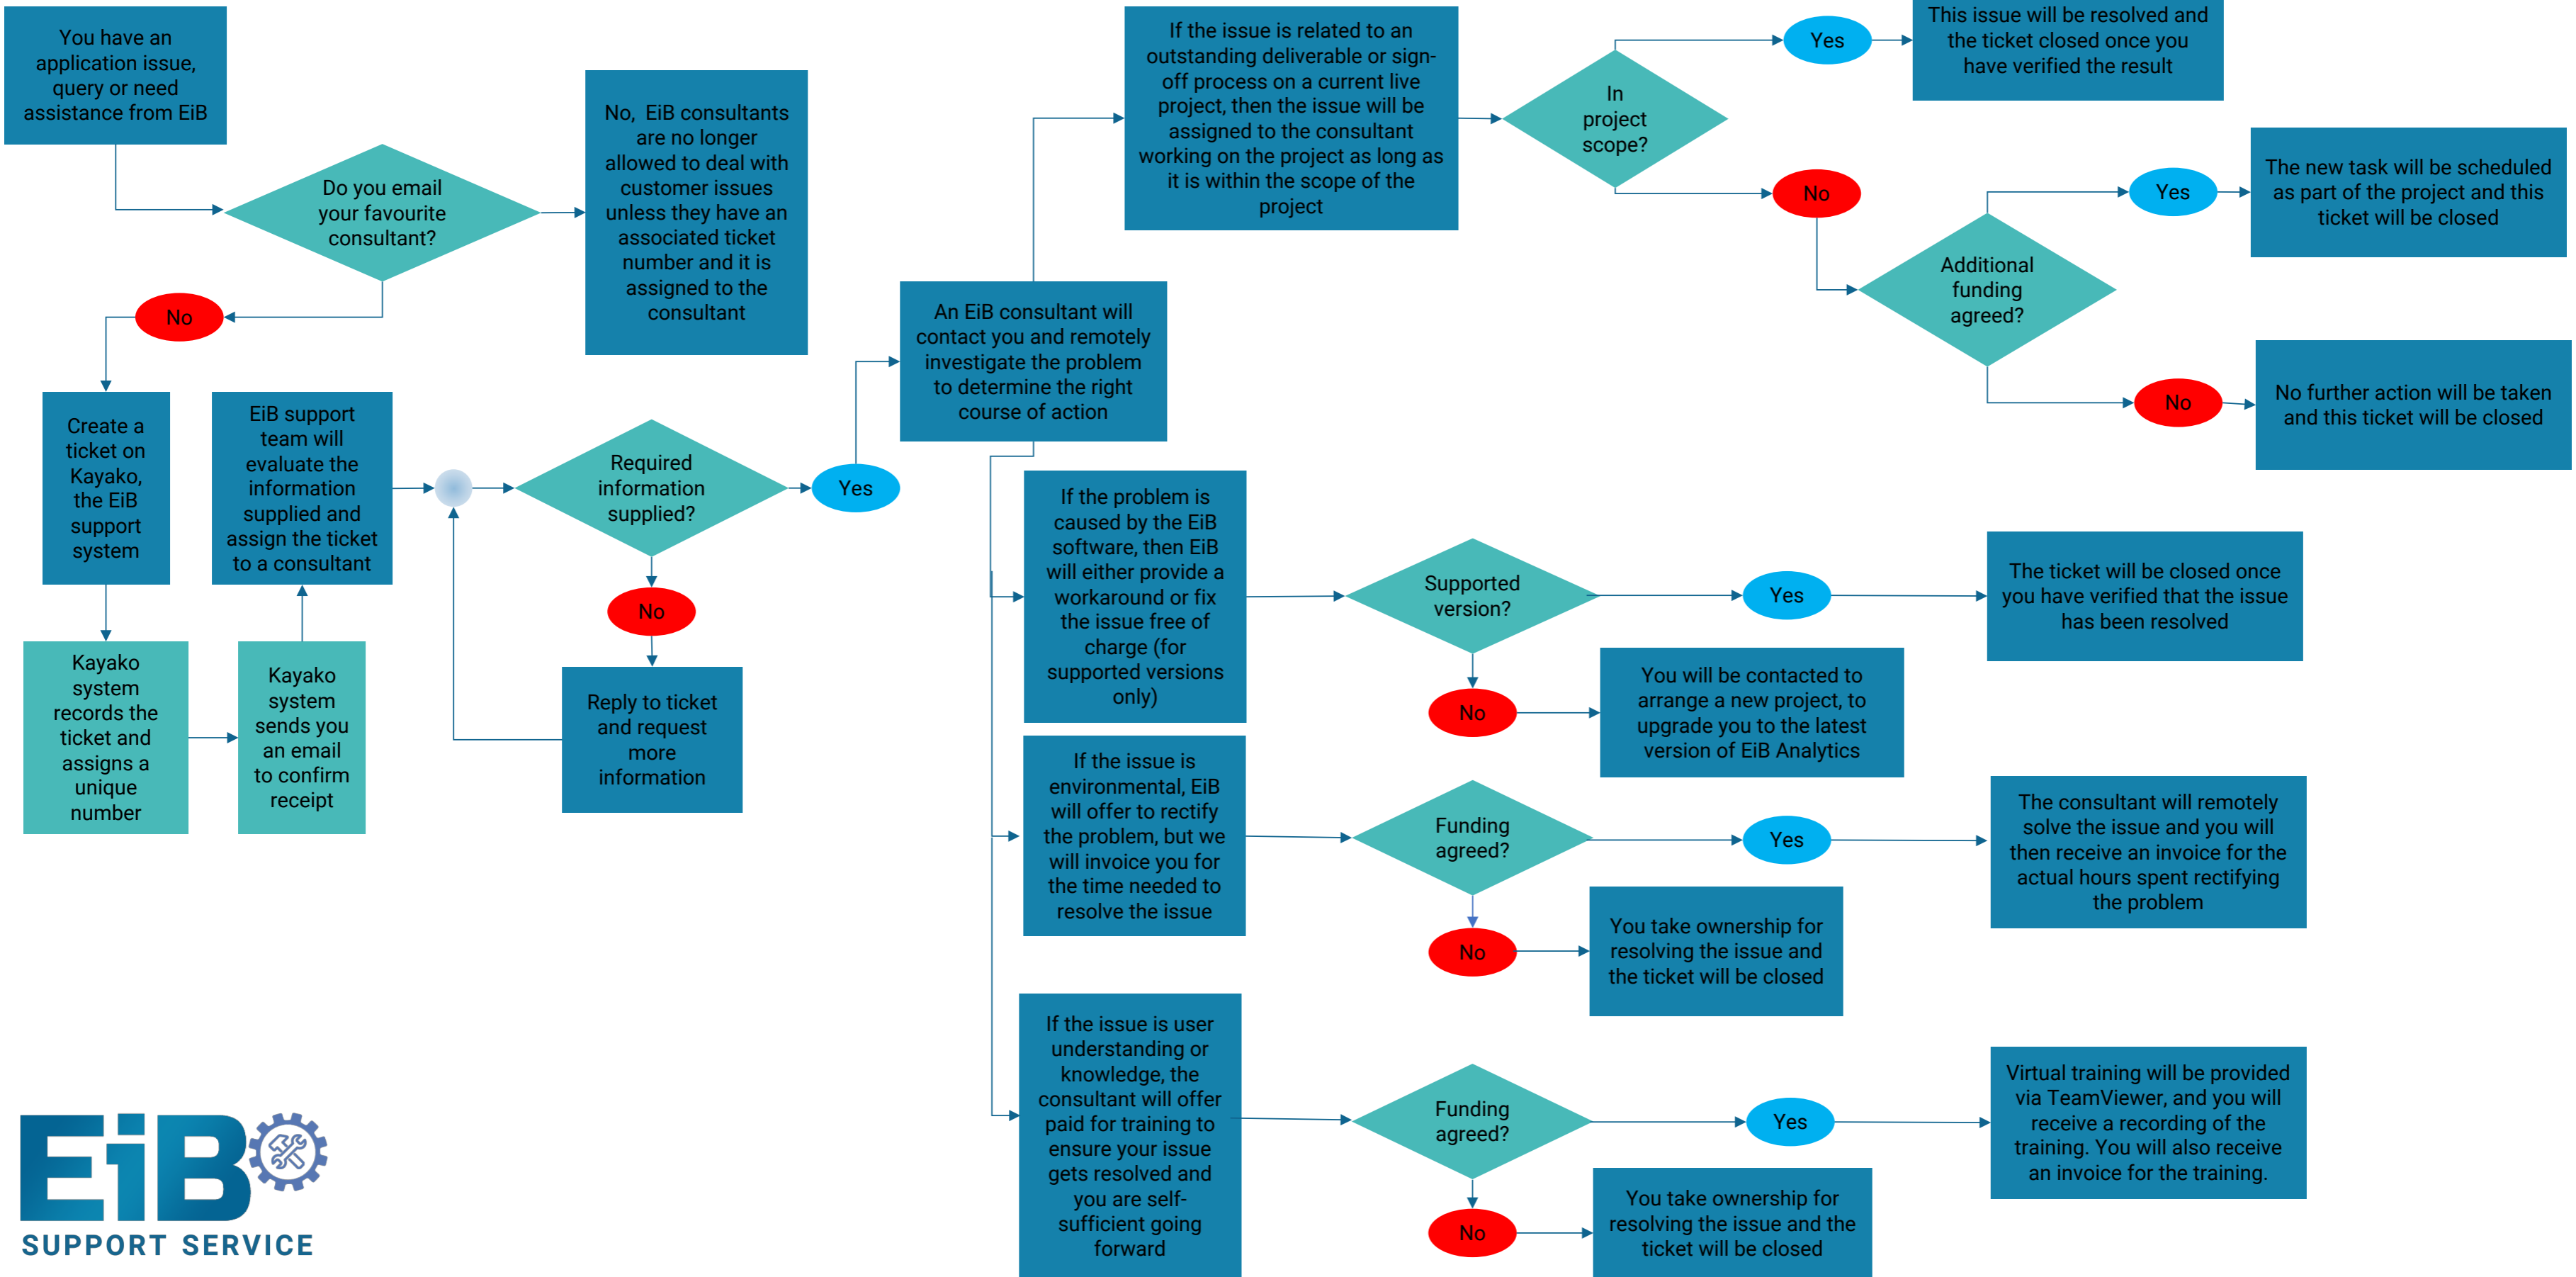 You have an
application issue,
query or need
assistance from EiB
Do you email
your favourite
consultant?
No, EiB consultants
are no longer
allowed to deal with
customer issues
unless they have an
associated ticket
number and it is
assigned to the
consultant
No
Create a
ticket on
Kayako,
the EiB
support
system
Kayako
system
records the
ticket and
assigns a
unique
number
Kayako
system
sends you
an email
to confirm
receipt
EiB support
team will
evaluate the
information
supplied and
assign the ticket
to a consultant
Required
information
supplied?
No
Reply to ticket
and request
more
information
Yes
An EiB consultant will
contact you and remotely
investigate the problem
to determine the right
course of action
If the issue is related to an
outstanding deliverable or sign-
off process on a current live
project, then the issue will be
assigned to the consultant
working on the project as long as
it is within the scope of the
project
In
project
scope?
Yes
This issue will be resolved and
the ticket closed once you
have verified the result
No
Additional
funding
agreed?
Yes
The new task will be scheduled
as part of the project and this
ticket will be closed
No
No further action will be taken
and this ticket will be closed
If the problem is
caused by the EiB
software, then EiB
will either provide a
workaround or fix
the issue free of
charge (for
supported versions
only)
Supported
version?
Yes
The ticket will be closed once
you have verified that the issue
has been resolved
No
You will be contacted to
arrange a new project, to
upgrade you to the latest
version of EiB Analytics
If the issue is
environmental, EiB
will offer to rectify
the problem, but we
will invoice you for
the time needed to
resolve the issue
Funding
agreed?
Yes
The consultant will remotely
solve the issue and you will
then receive an invoice for the
actual hours spent rectifying
the problem
No
You take ownership for
resolving the issue and
the ticket will be closed
If the issue is user
understanding or
knowledge, the
consultant will offer
paid for training to
ensure your issue
gets resolved and
you are self-
sufficient going
forward
Funding
agreed?
Yes
Virtual training will be provided
via TeamViewer, and you will
receive a recording of the
training. You will also receive
an invoice for the training.
No
You take ownership for
resolving the issue and the
ticket will be closed
EiB
SUPPORT SERVICE